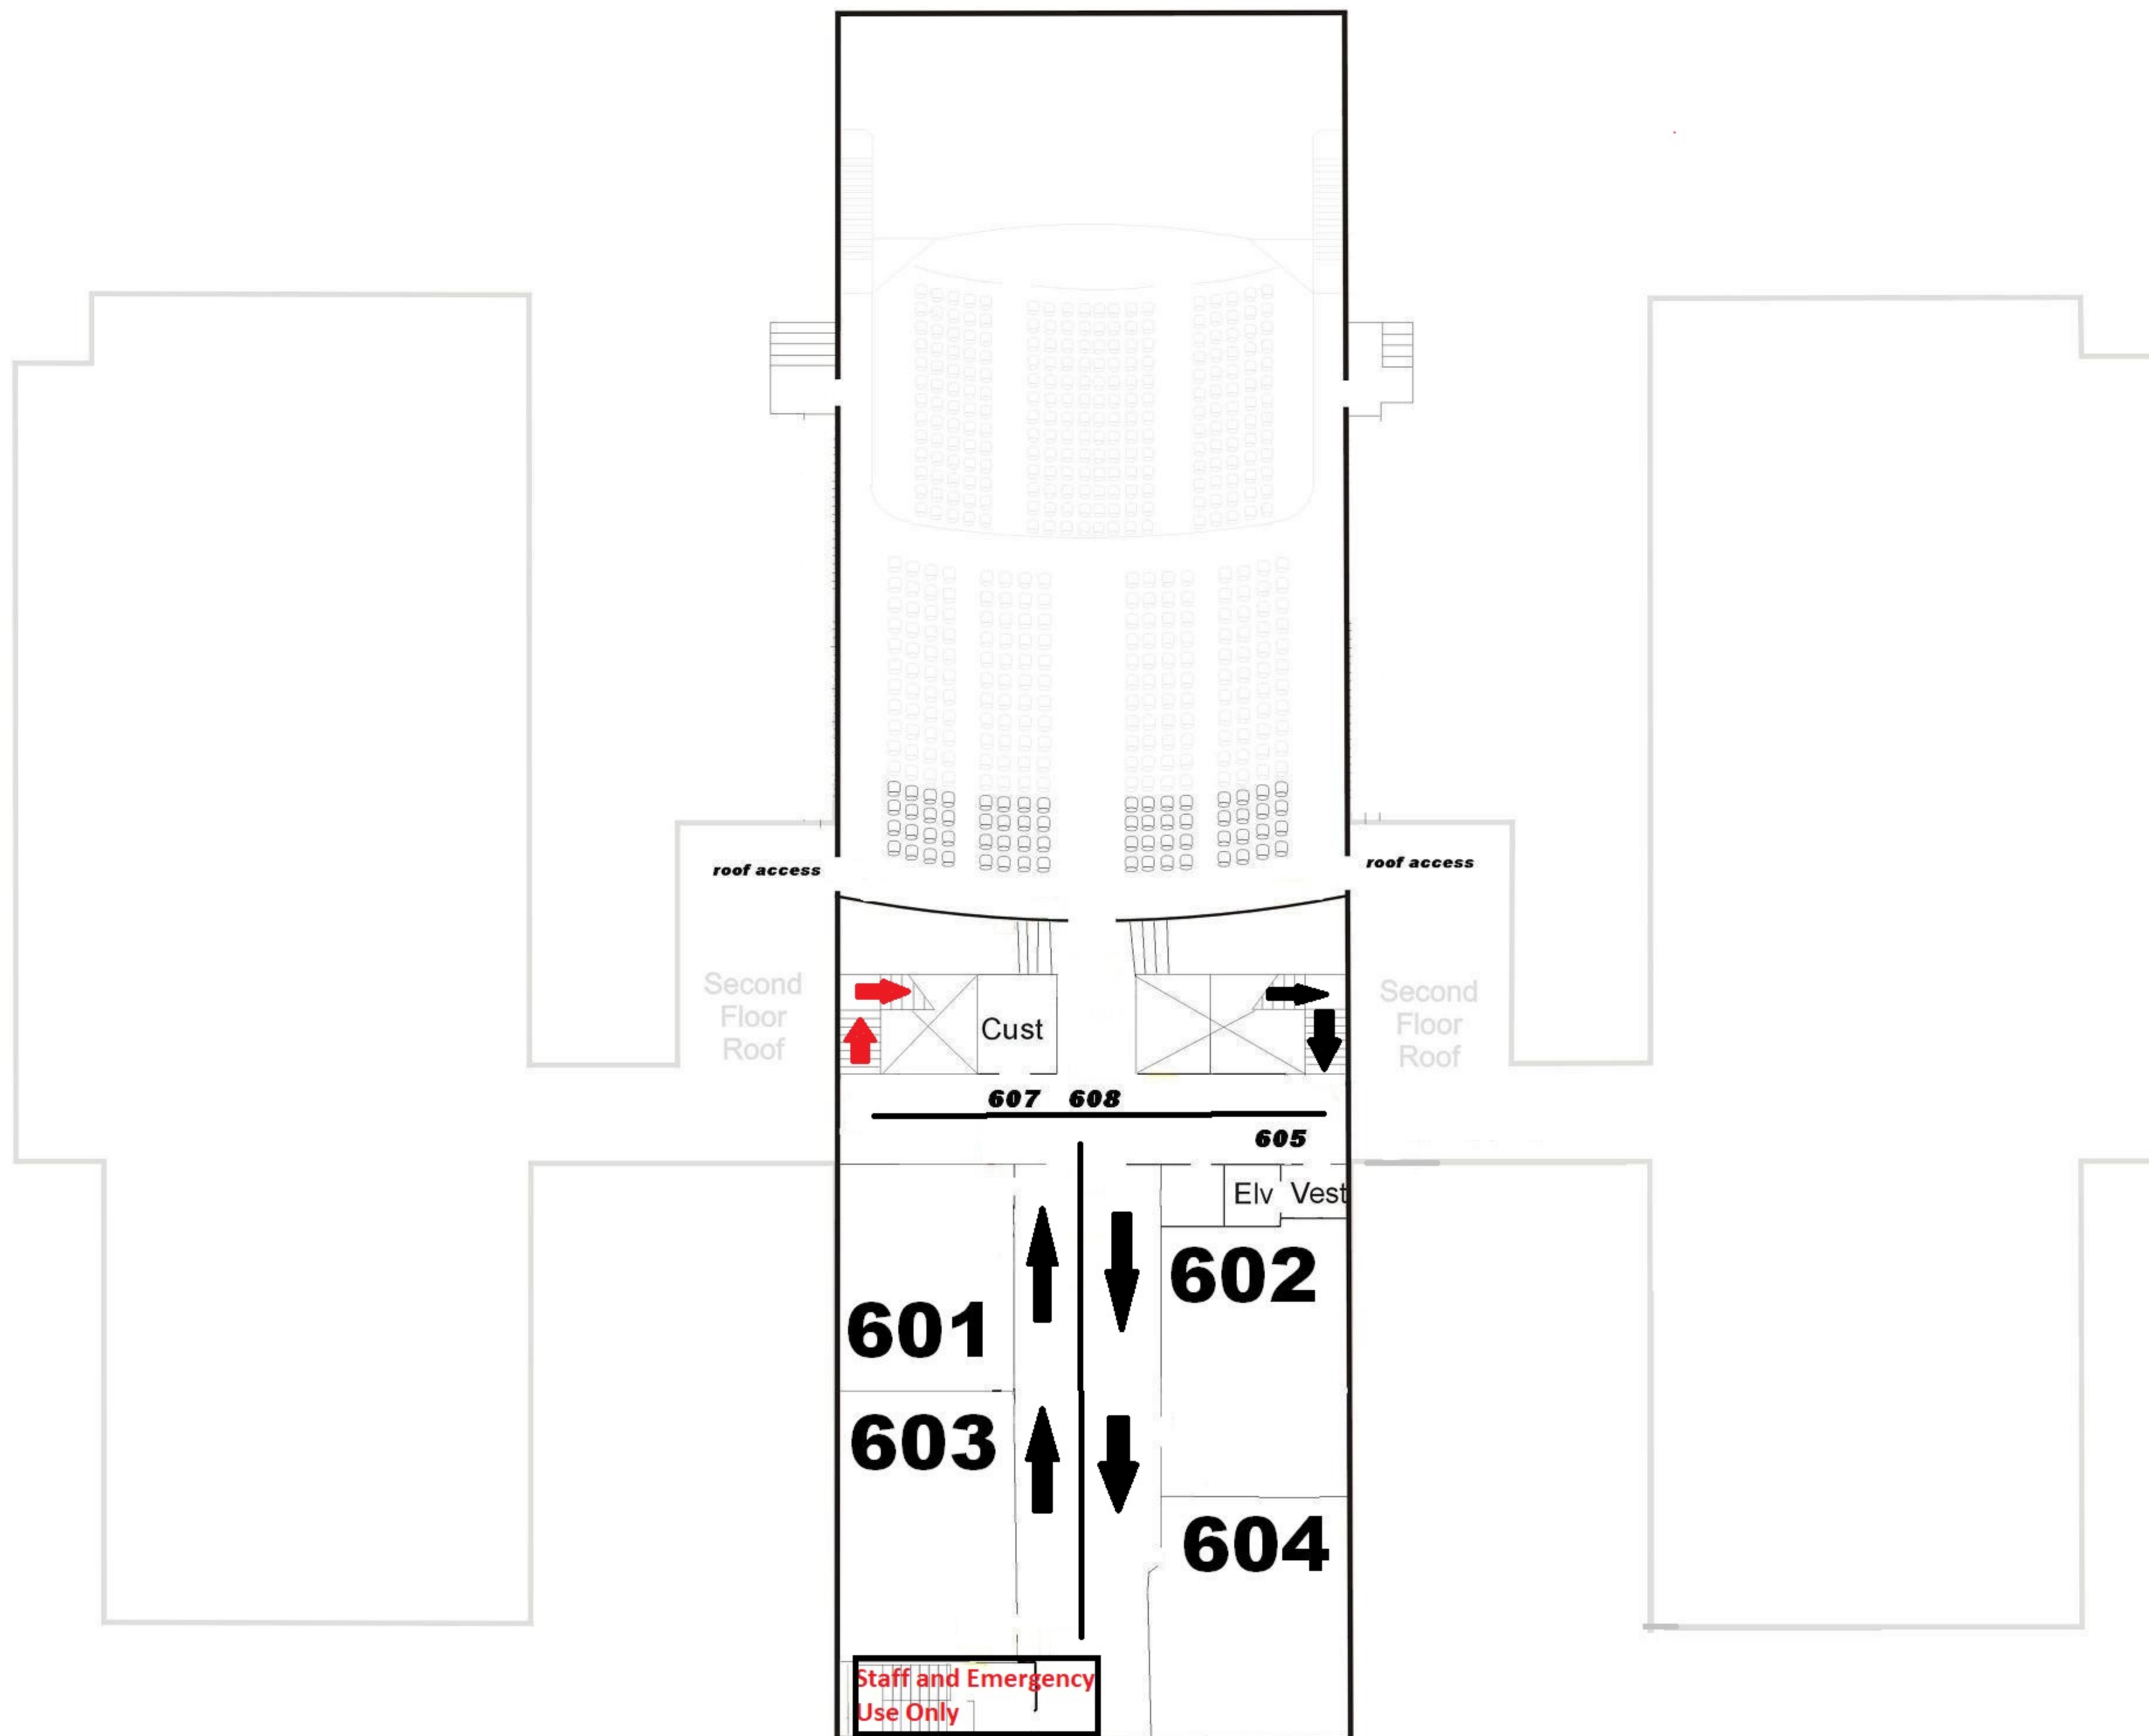 roof access
roof access
Second
Floor
Roof
Second
Floor
Roof
Cust
607 608
605
Elv Vest
602
601
603
604
Staff and Emergency
Use Only